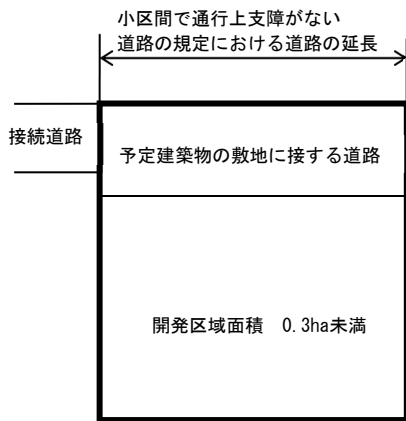 小区間で通行上支障がない
道路の規定における道路の延長
接続道路
予定建築物の敷地に接する道路
開発区域面積　0.3ha未満